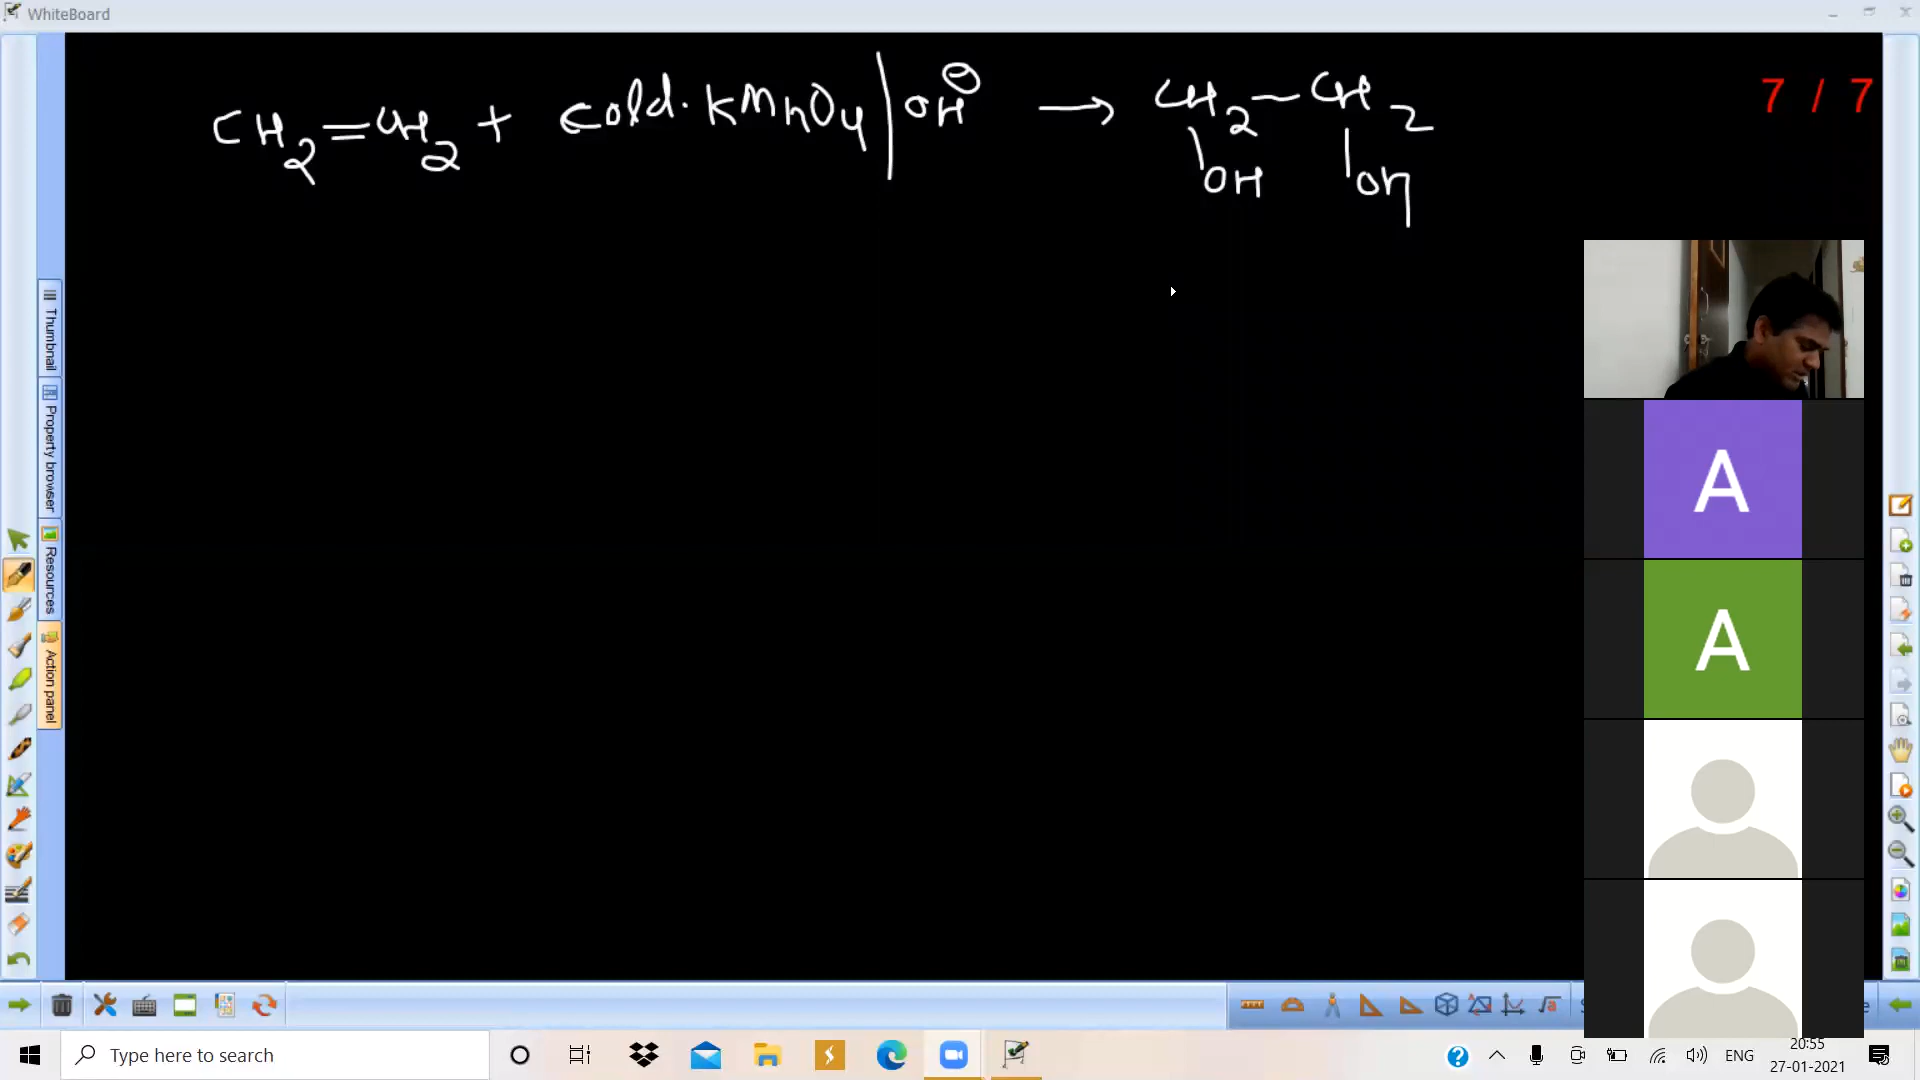 WhiteBoard
CH2=CH2 + cold. KMnO4 | OH⊖ → CH2-CH2
OH OH
7 / 7
Thumbnail
Property browser
Resources
Action panel
A
A
Type here to search
ENG
20:55
27-01-2021